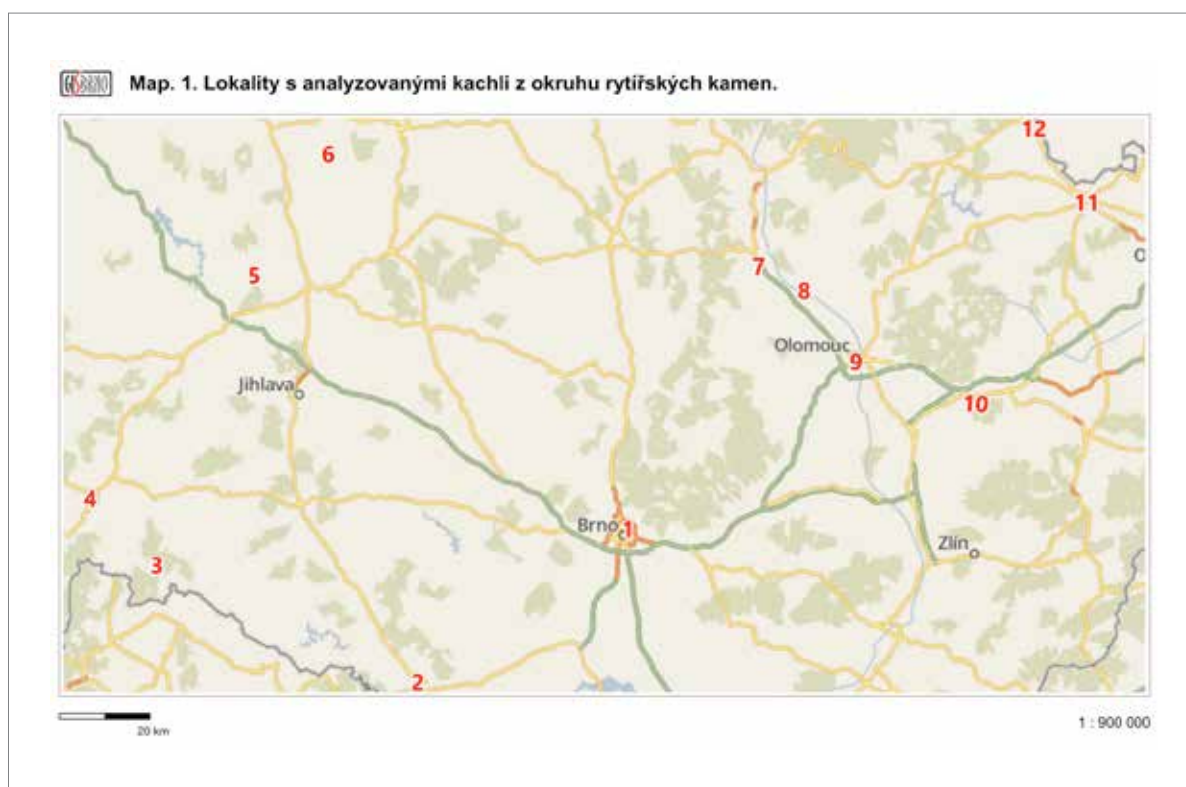 GISBRNO Map. 1. Lokality s analyzovanými kachli z okruhu rytířských kamen.
12
6
11
O
5
7
8
Olomouc
9
Jihlava
10
4
Brno 1
Zlín
3
2
20 km
1 : 900 000